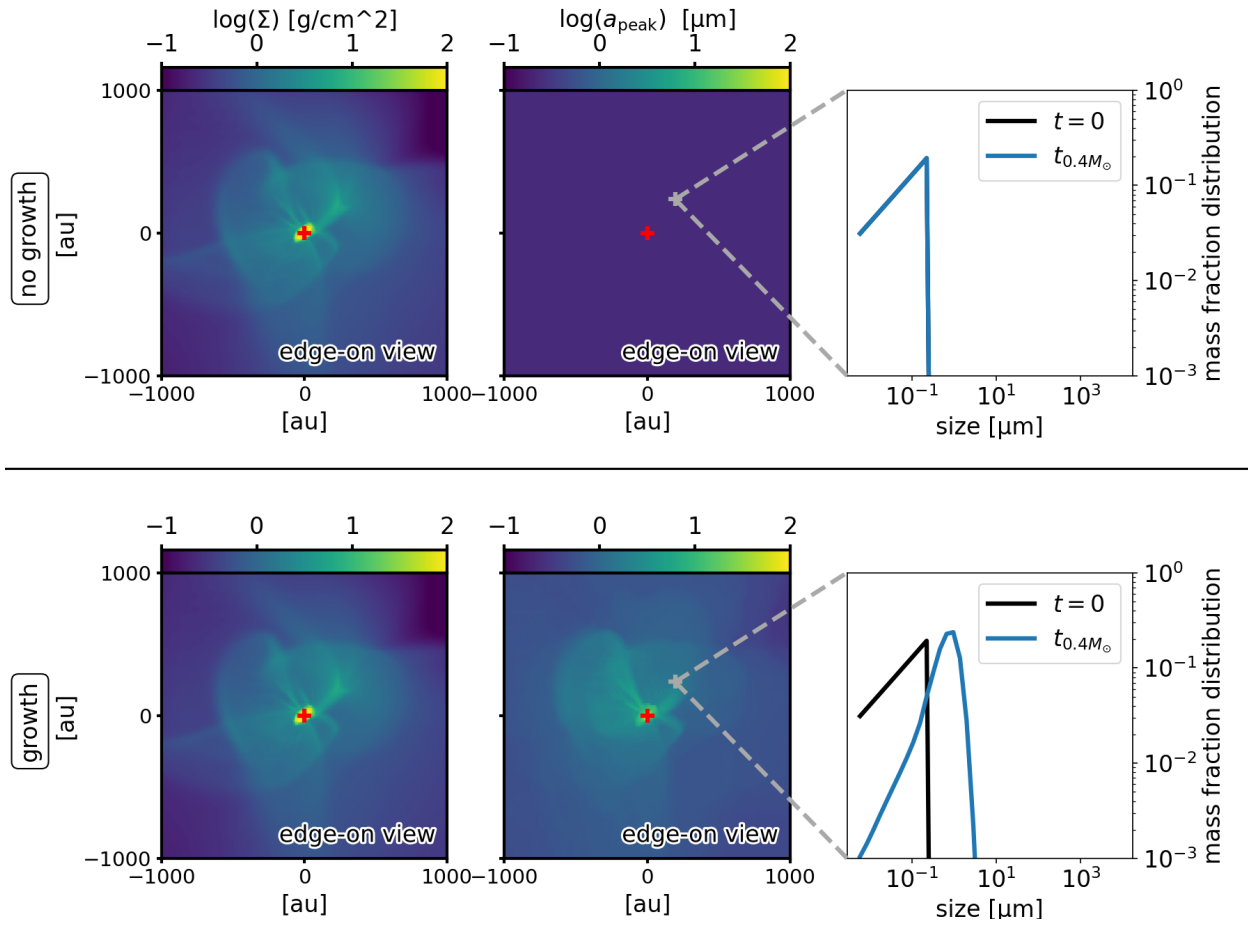 log(Σ) [g/cm^2]
log(a_peak) [µm]
−1 0 1 2
−1 0 1 2
1000
0
−1000
[au]
no growth
edge-on view
edge-on view
−1000 0 1000
−1000 0 1000
[au]
[au]
t = 0
t_0.4M⊙
10^0
10^−1
10^−2
10^−3
mass fraction distribution
10^−1 10^1 10^3
size [µm]
−1 0 1 2
−1 0 1 2
1000
0
−1000
[au]
growth
edge-on view
edge-on view
−1000 0 1000
−1000 0 1000
[au]
[au]
t = 0
t_0.4M⊙
10^0
10^−1
10^−2
10^−3
mass fraction distribution
10^−1 10^1 10^3
size [µm]